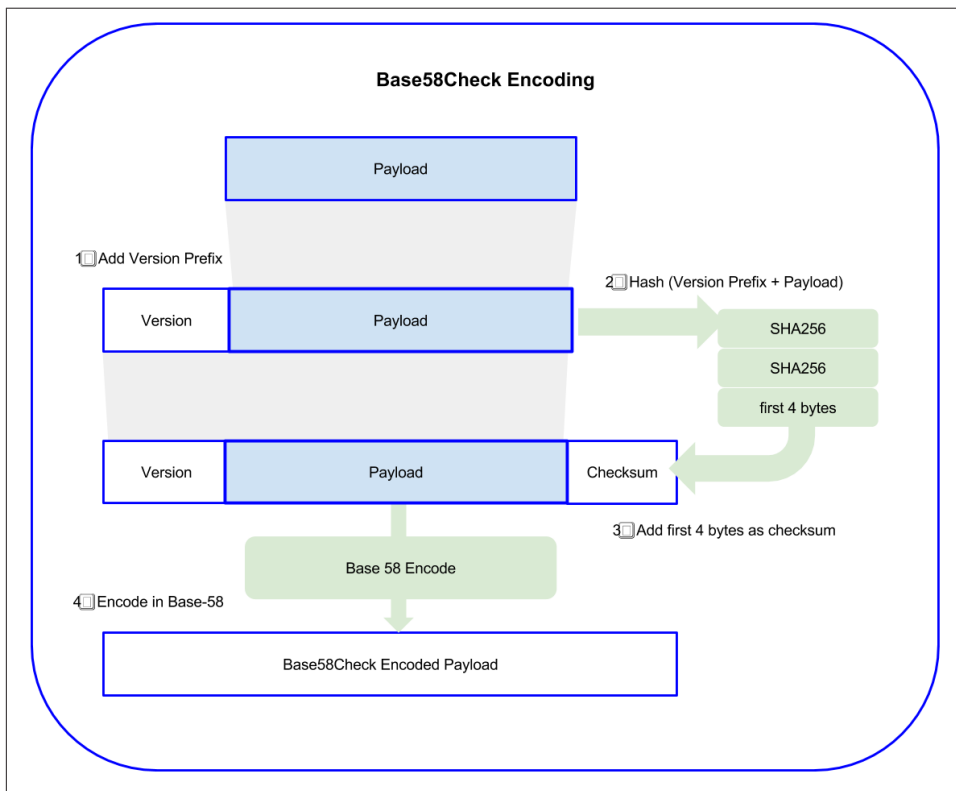 Base58Check Encoding
Payload
1 Add Version Prefix
2 Hash (Version Prefix + Payload)
Version
Payload
SHA256
SHA256
first 4 bytes
Version
Payload
Checksum
3 Add first 4 bytes as checksum
Base 58 Encode
4 Encode in Base-58
Base58Check Encoded Payload